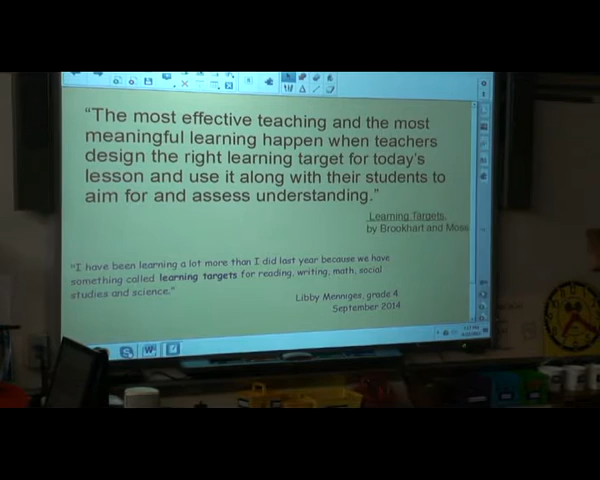 “The most effective teaching and the most
meaningful learning happen when teachers
design the right learning target for today’s
lesson and use it along with their students to
aim for and assess understanding.”
Learning Targets,
by Brookhart and Moss
"I have been learning a lot more than I did last year because we have
something called learning targets for reading, writing, math, social
studies and science."
Libby Menniges, grade 4
September 2014